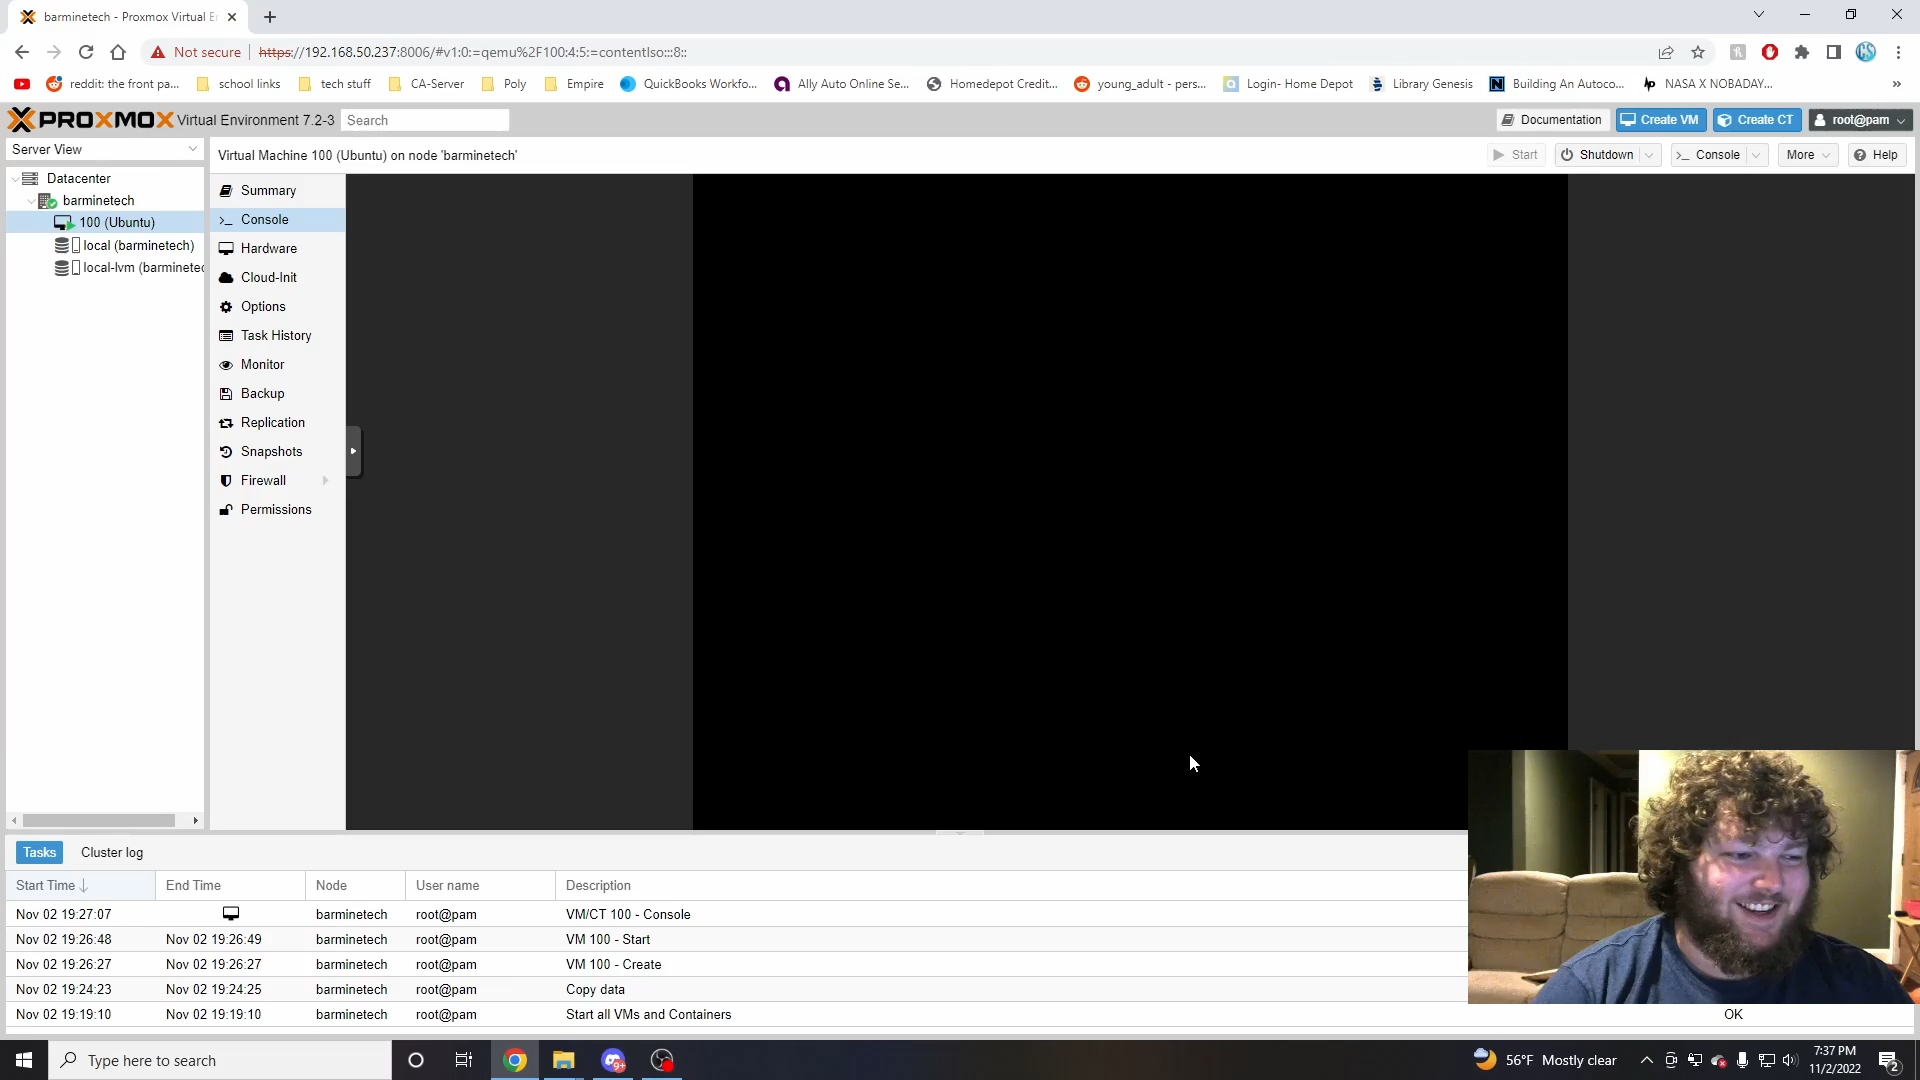 barminetech - Proxmox Virtual E
Not secure https://192.168.50.237:8006/#v1:0:=qemu%2F100:4:5:=contentIso:::8::
reddit: the front pa... school links tech stuff CA-Server Poly Empire QuickBooks Workfo... Ally Auto Online Se... Homedepot Credit... young_adult - pers... Login- Home Depot Library Genesis Building An Autoco... NASA X NOBADAY... »
PROXMOX Virtual Environment 7.2-3 Search Documentation Create VM Create CT root@pam
Server View
Virtual Machine 100 (Ubuntu) on node 'barminetech' Start Shutdown Console More Help
Datacenter
barminetech
100 (Ubuntu)
local (barminetech)
local-lvm (barminetec
Summary
Console
Hardware
Cloud-Init
Options
Task History
Monitor
Backup
Replication
Snapshots
Firewall
Permissions
Tasks Cluster log
Start Time End Time Node User name Description
Nov 02 19:27:07 barminetech root@pam VM/CT 100 - Console
Nov 02 19:26:48 Nov 02 19:26:49 barminetech root@pam VM 100 - Start
Nov 02 19:26:27 Nov 02 19:26:27 barminetech root@pam VM 100 - Create
Nov 02 19:24:23 Nov 02 19:24:25 barminetech root@pam Copy data
Nov 02 19:19:10 Nov 02 19:19:10 barminetech root@pam Start all VMs and Containers OK
Type here to search 9+ 56°F Mostly clear 7:37 PM
11/2/2022 2